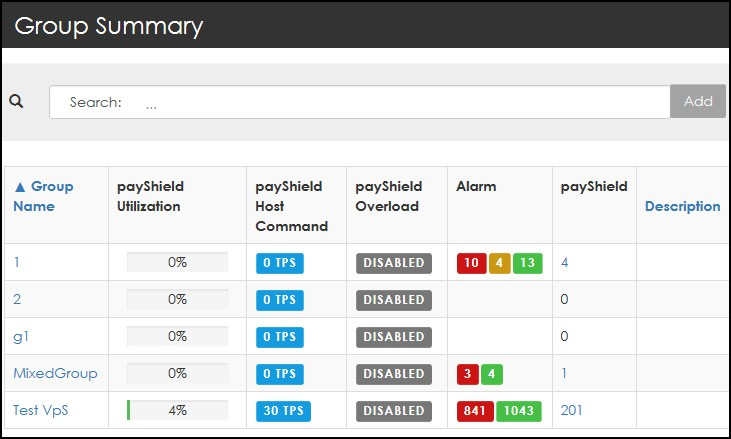 Group Summary
Search: ...
Add
▲ Group Name payShield Utilization payShield Host Command payShield Overload Alarm payShield Description
1 0% 0 TPS DISABLED 10 4 13 4
2 0% 0 TPS DISABLED 0
g1 0% 0 TPS DISABLED 0
MixedGroup 0% 0 TPS DISABLED 3 4 1
Test VpS 4% 30 TPS DISABLED 841 1043 201